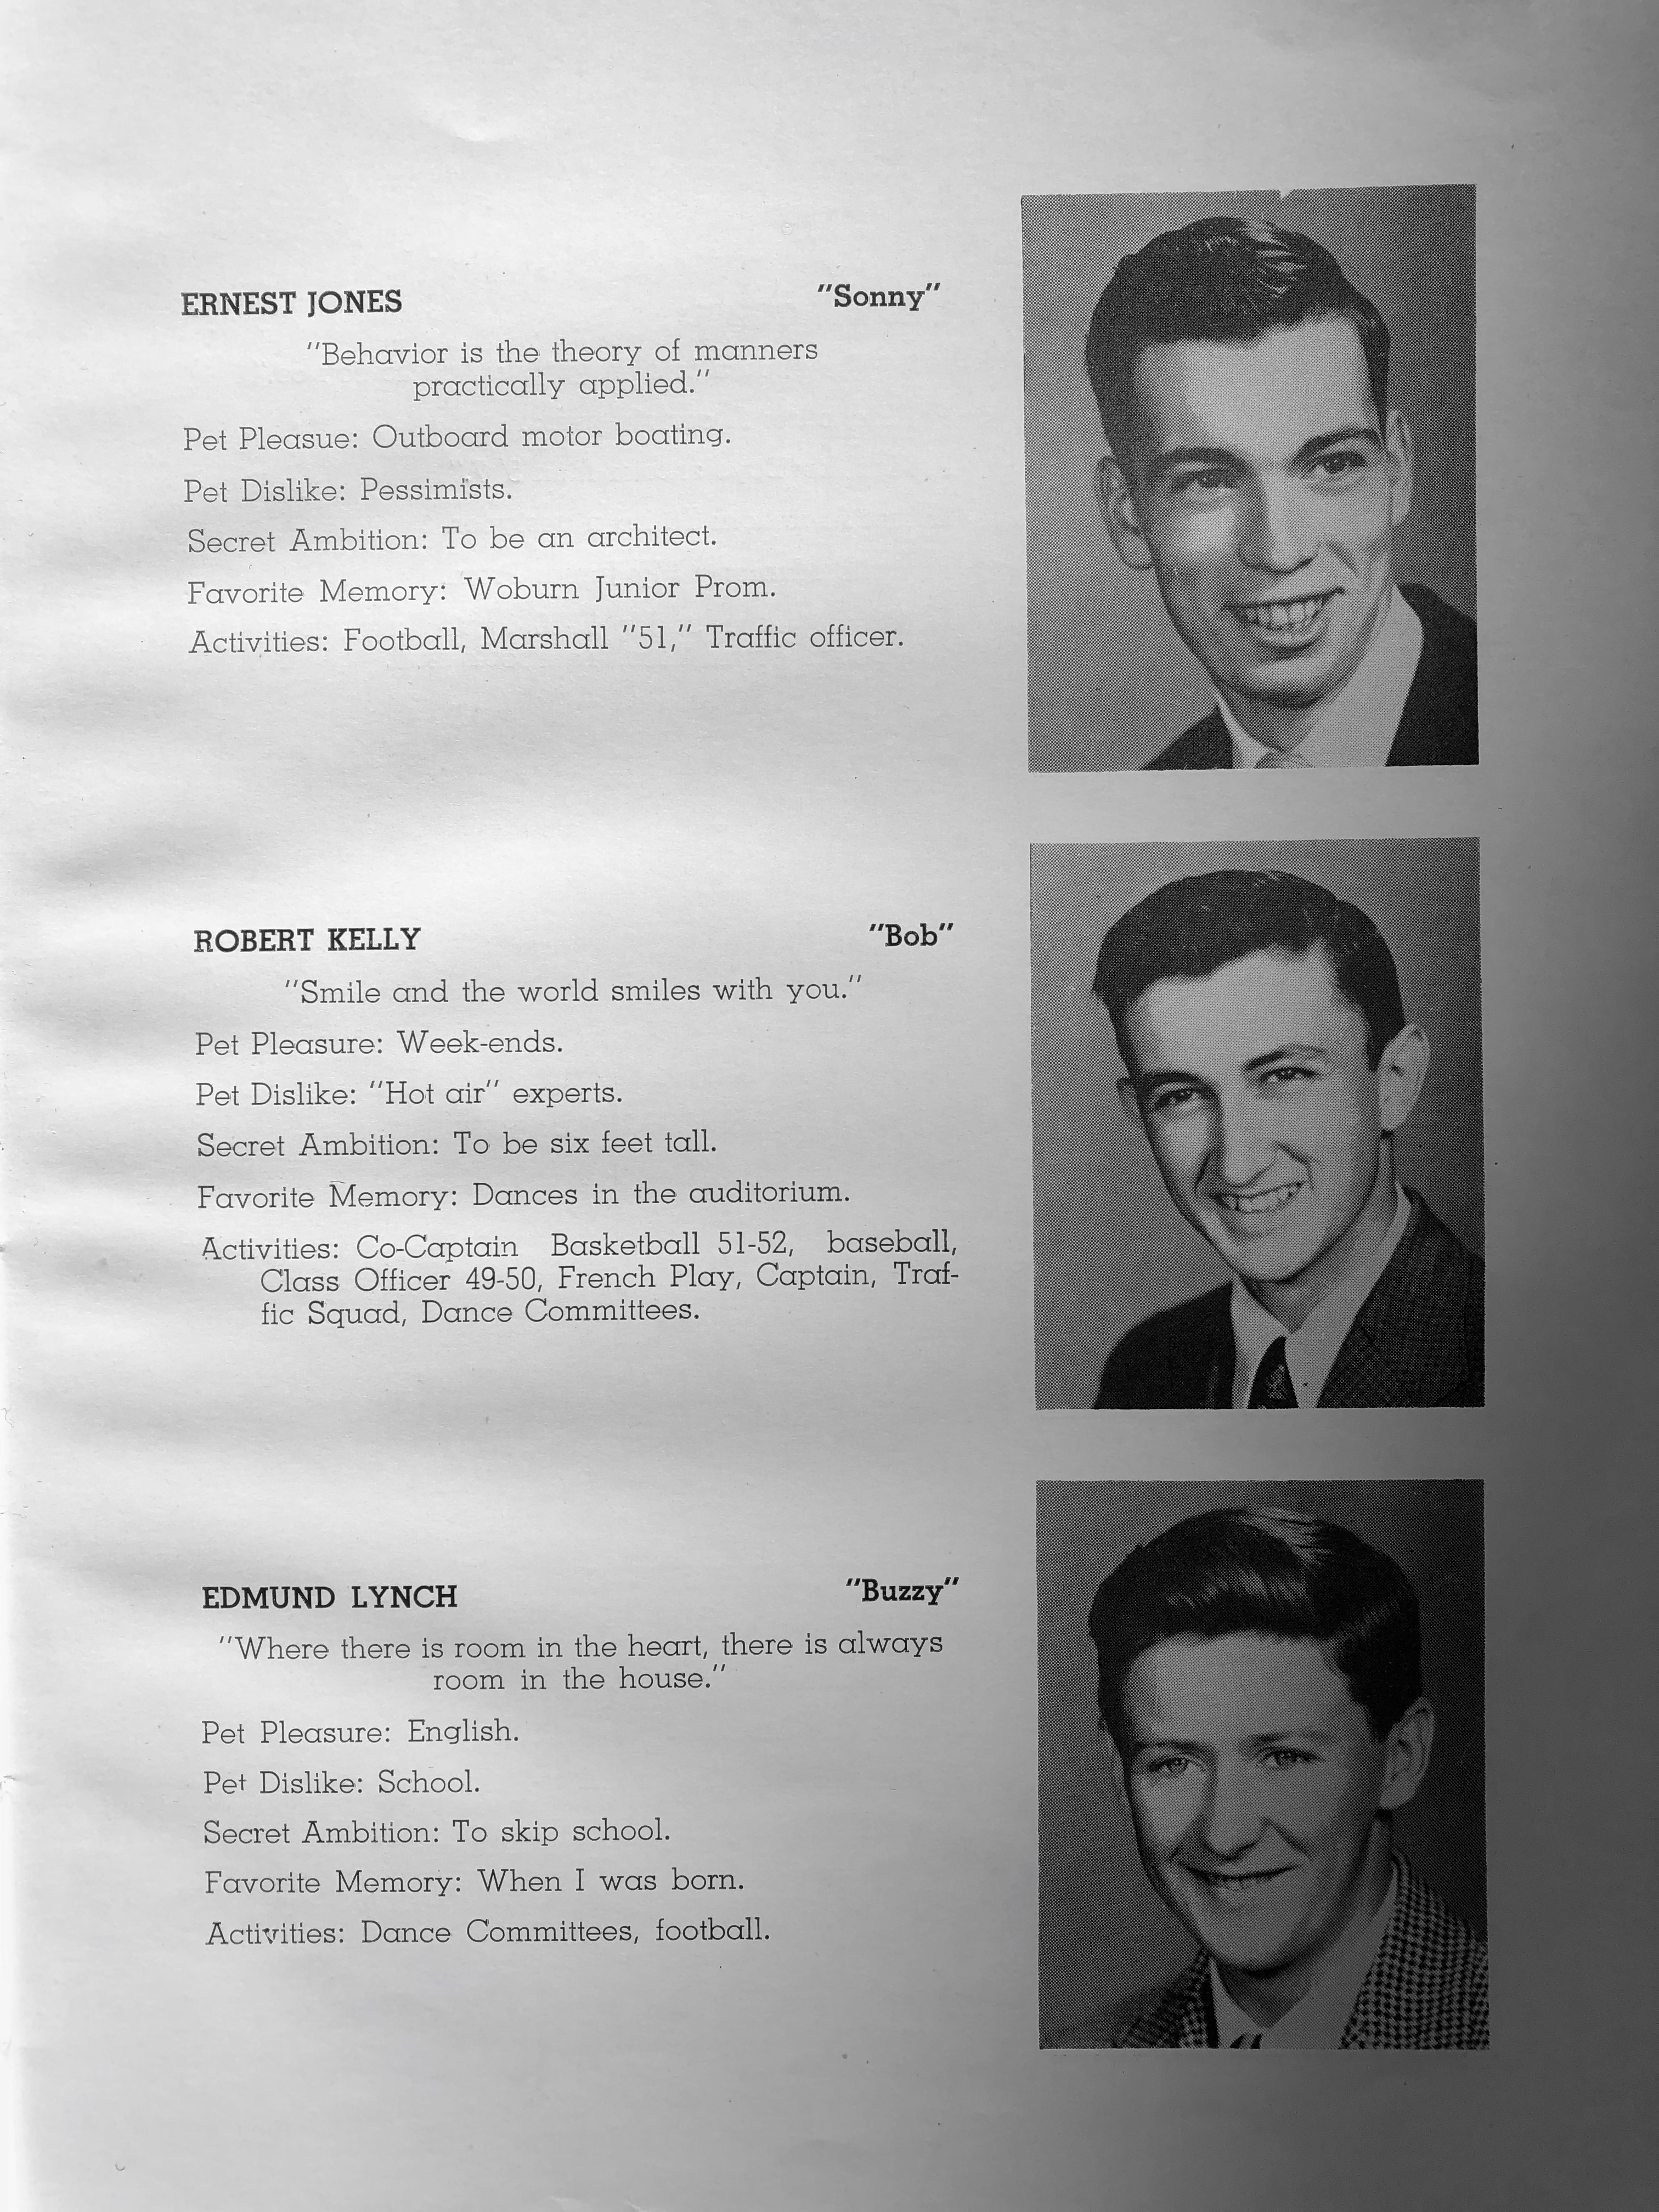 ERNEST JONES "Sonny"
"Behavior is the theory of manners
practically applied."
Pet Pleasue: Outboard motor boating.
Pet Dislike: Pessimists.
Secret Ambition: To be an architect.
Favorite Memory: Woburn Junior Prom.
Activities: Football, Marshall "51," Traffic officer.
ROBERT KELLY "Bob"
"Smile and the world smiles with you."
Pet Pleasure: Week-ends.
Pet Dislike: "Hot air" experts.
Secret Ambition: To be six feet tall.
Favorite Memory: Dances in the auditorium.
Activities: Co-Captain Basketball 51-52, baseball,
Class Officer 49-50, French Play, Captain, Traf-
fic Squad, Dance Committees.
EDMUND LYNCH "Buzzy"
"Where there is room in the heart, there is always
room in the house."
Pet Pleasure: English.
Pet Dislike: School.
Secret Ambition: To skip school.
Favorite Memory: When I was born.
Activities: Dance Committees, football.